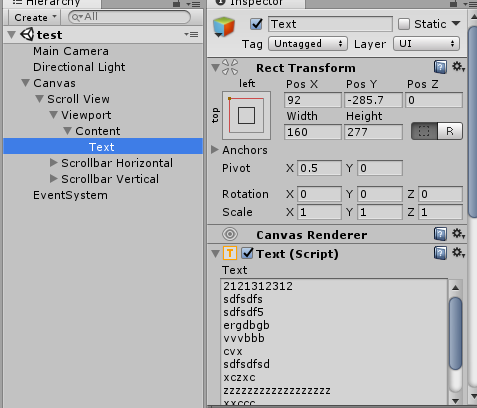 Hierarchy
Create
All
test
Main Camera
Directional Light
Canvas
Scroll View
Viewport
Content
Text
Scrollbar Horizontal
Scrollbar Vertical
EventSystem
Inspector
Text
Static
Tag Untagged Layer UI
Rect Transform
left Pos X Pos Y Pos Z
top 92 -285.7 0
Width Height
160 277 R
Anchors
Pivot X 0.5 Y 0
Rotation X 0 Y 0 Z 0
Scale X 1 Y 1 Z 1
Canvas Renderer
T Text (Script)
Text
2121312312
sdfsdfs
sdfsdf5
ergdbgb
vvvbbb
cvx
sdfsdfsd
xczxc
zzzzzzzzzzzzzzzzzz
xxccc